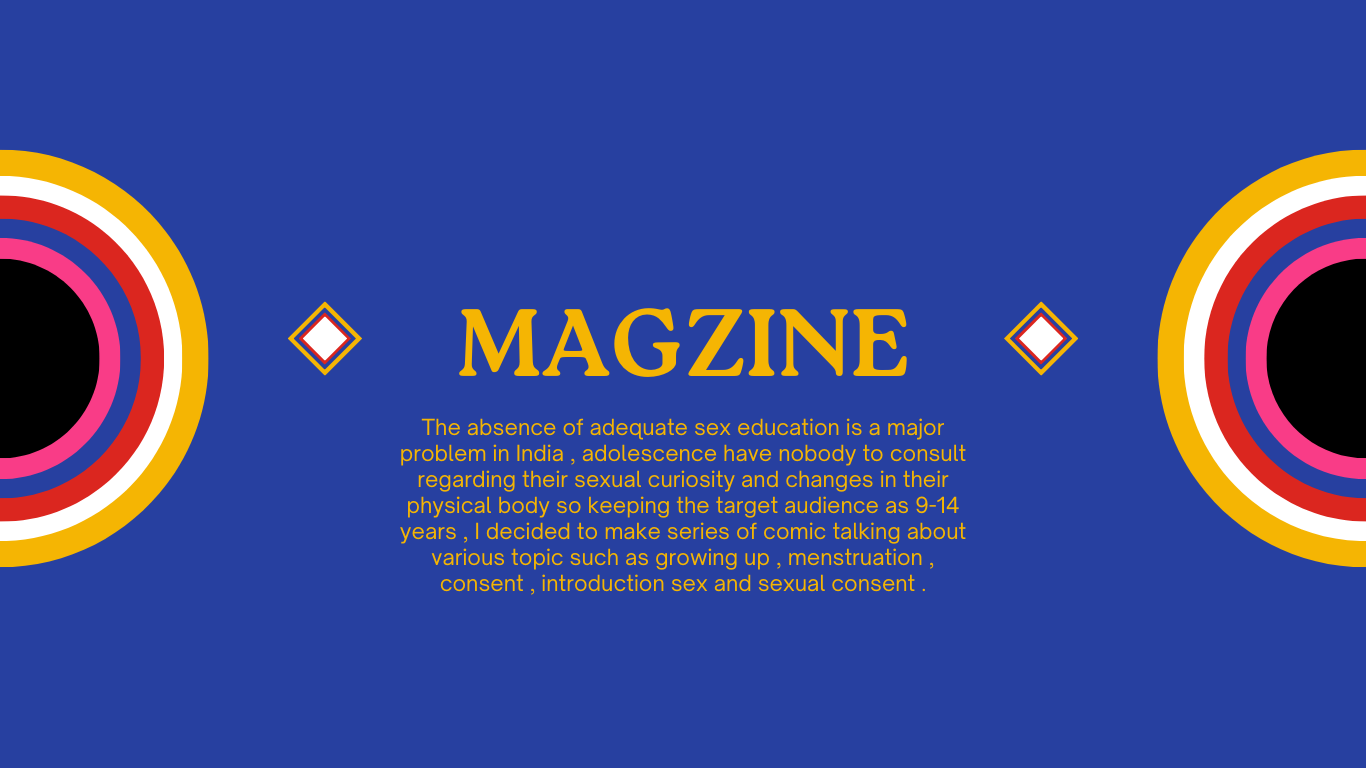 MAGZINE
The absence of adequate sex education is a major
problem in India , adolescence have nobody to consult
regarding their sexual curiosity and changes in their
physical body so keeping the target audience as 9-14
years , I decided to make series of comic talking about
various topic such as growing up , menstruation ,
consent , introduction sex and sexual consent .